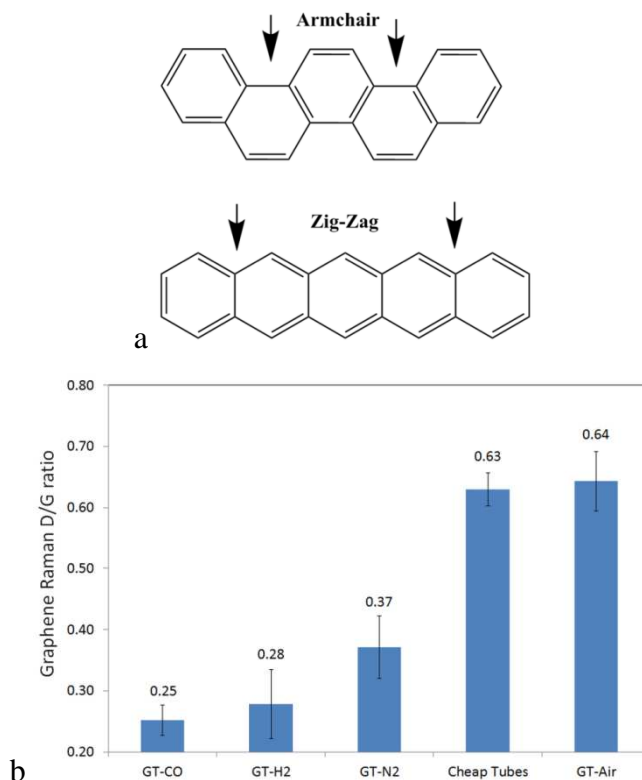 Armchair
Zig-Zag
a
Graphene Raman D/G ratio
0.80
0.70
0.60
0.50
0.40
0.30
0.20
0.25
0.28
0.37
0.63
0.64
GT-CO GT-H2 GT-N2 Cheap Tubes GT-Air
b